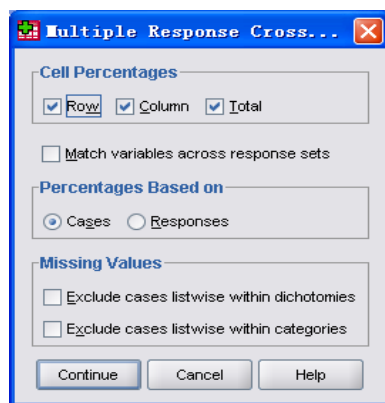 Multiple Response Cross...
Cell Percentages
Row Column Total
Match variables across response sets
Percentages Based on
Cases Responses
Missing Values
Exclude cases listwise within dichotomies
Exclude cases listwise within categories
Continue Cancel Help